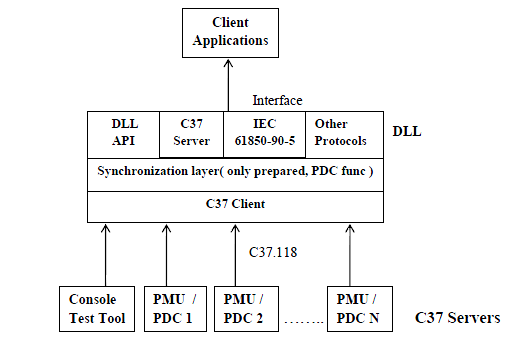 Client
Applications
Interface
DLL
API
C37
Server
IEC
61850-90-5
Other
Protocols
DLL
Synchronization layer( only prepared, PDC func )
C37 Client
C37.118
Console
Test Tool
PMU /
PDC 1
PMU /
PDC 2
……..
PMU /
PDC N
C37 Servers